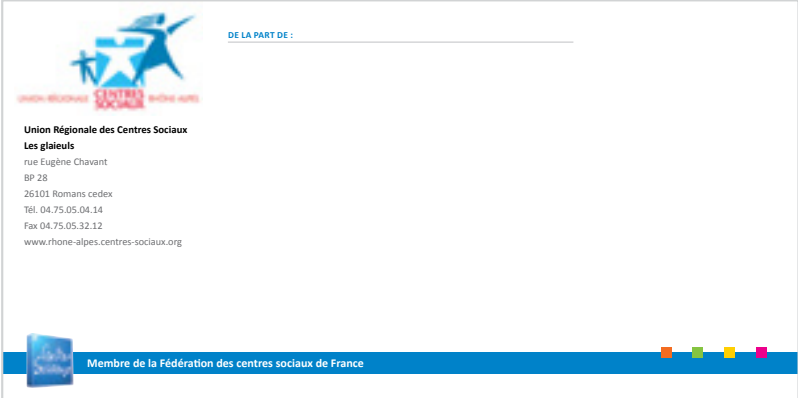 UNION RÉGIONALE CENTRES SOCIAUX RHÔNE-ALPES
DE LA PART DE :
Union Régionale des Centres Sociaux
Les glaieuls
rue Eugène Chavant
BP 28
26101 Romans cedex
Tél. 04.75.05.04.14
Fax 04.75.05.32.12
www.rhone-alpes.centres-sociaux.org
Membre de la Fédération des centres sociaux de France